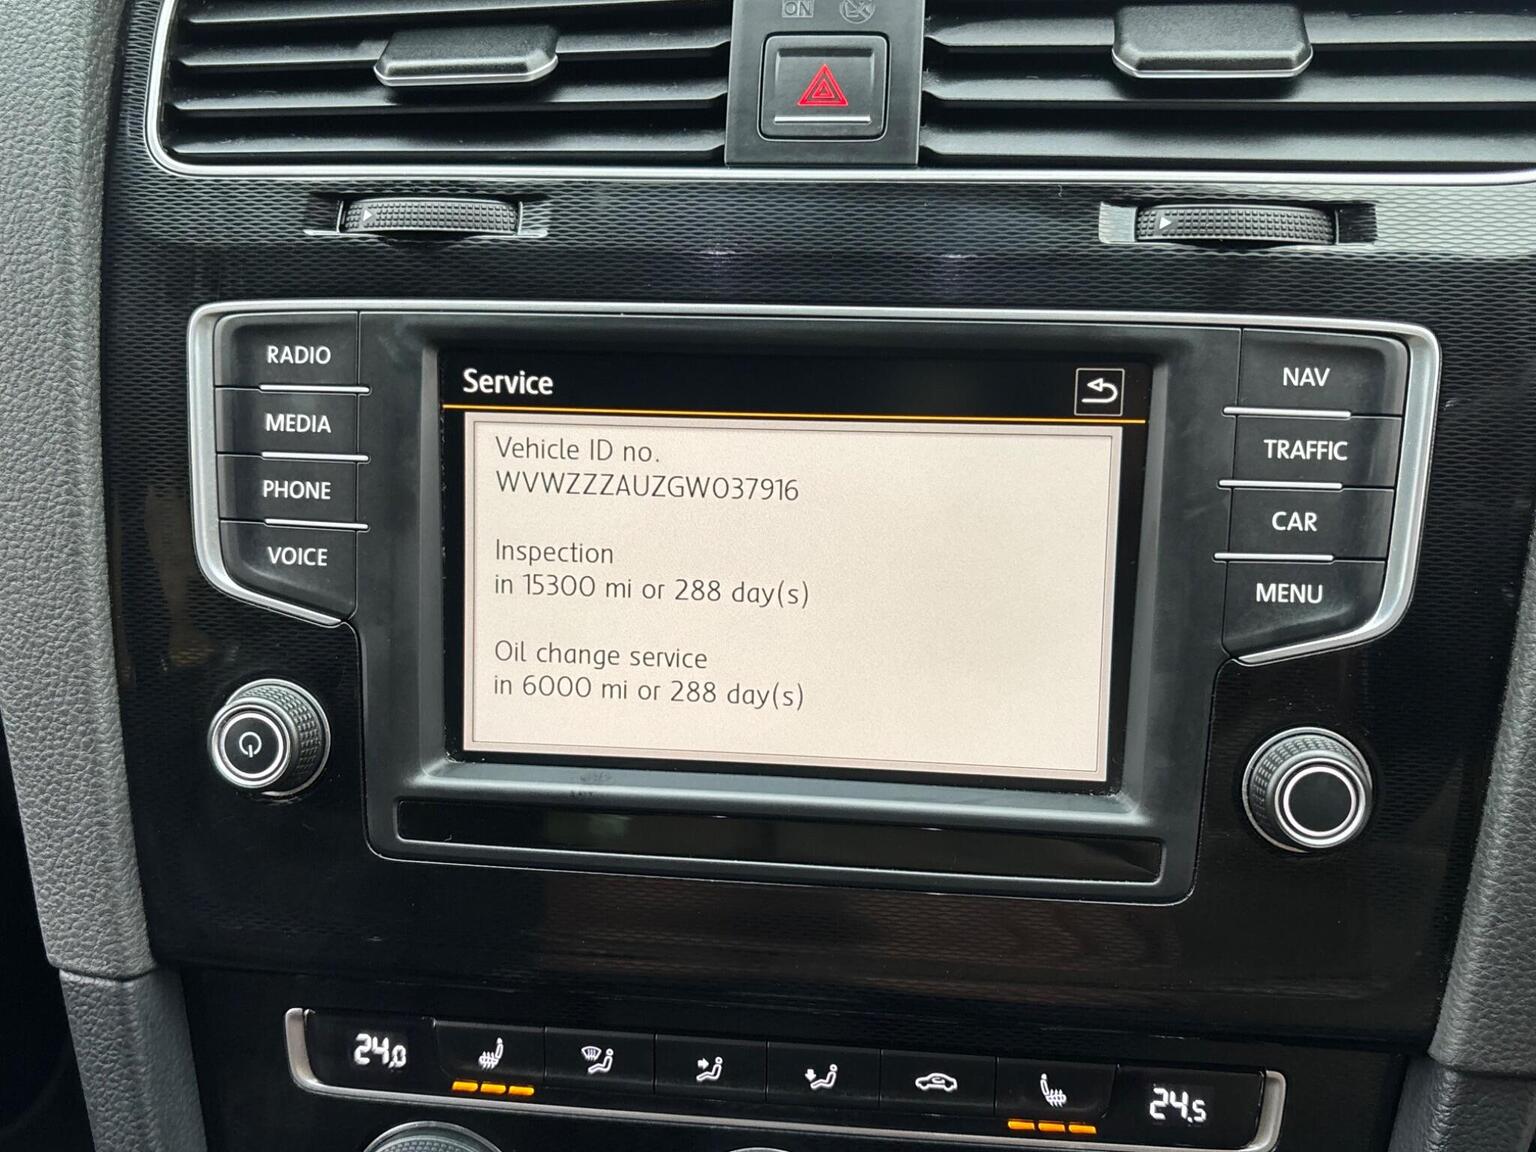 ON
RADIO
MEDIA
PHONE
VOICE
Service
Vehicle ID no.
WVWZZZAUZGW037916
Inspection
in 15300 mi or 288 day(s)
Oil change service
in 6000 mi or 288 day(s)
NAV
TRAFFIC
CAR
MENU
24.0
24.5